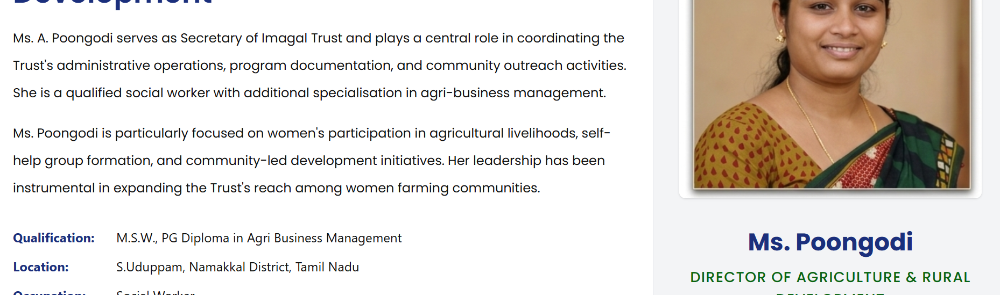 Development
Ms. A. Poongodi serves as Secretary of Imagal Trust and plays a central role in coordinating the
Trust's administrative operations, program documentation, and community outreach activities.
She is a qualified social worker with additional specialisation in agri-business management.
Ms. Poongodi is particularly focused on women's participation in agricultural livelihoods, self-
help group formation, and community-led development initiatives. Her leadership has been
instrumental in expanding the Trust's reach among women farming communities.
Qualification: M.S.W., PG Diploma in Agri Business Management
Location: S.Uduppam, Namakkal District, Tamil Nadu
Occupation: Social Worker
Ms. Poongodi
DIRECTOR OF AGRICULTURE & RURAL
DEVELOPMENT